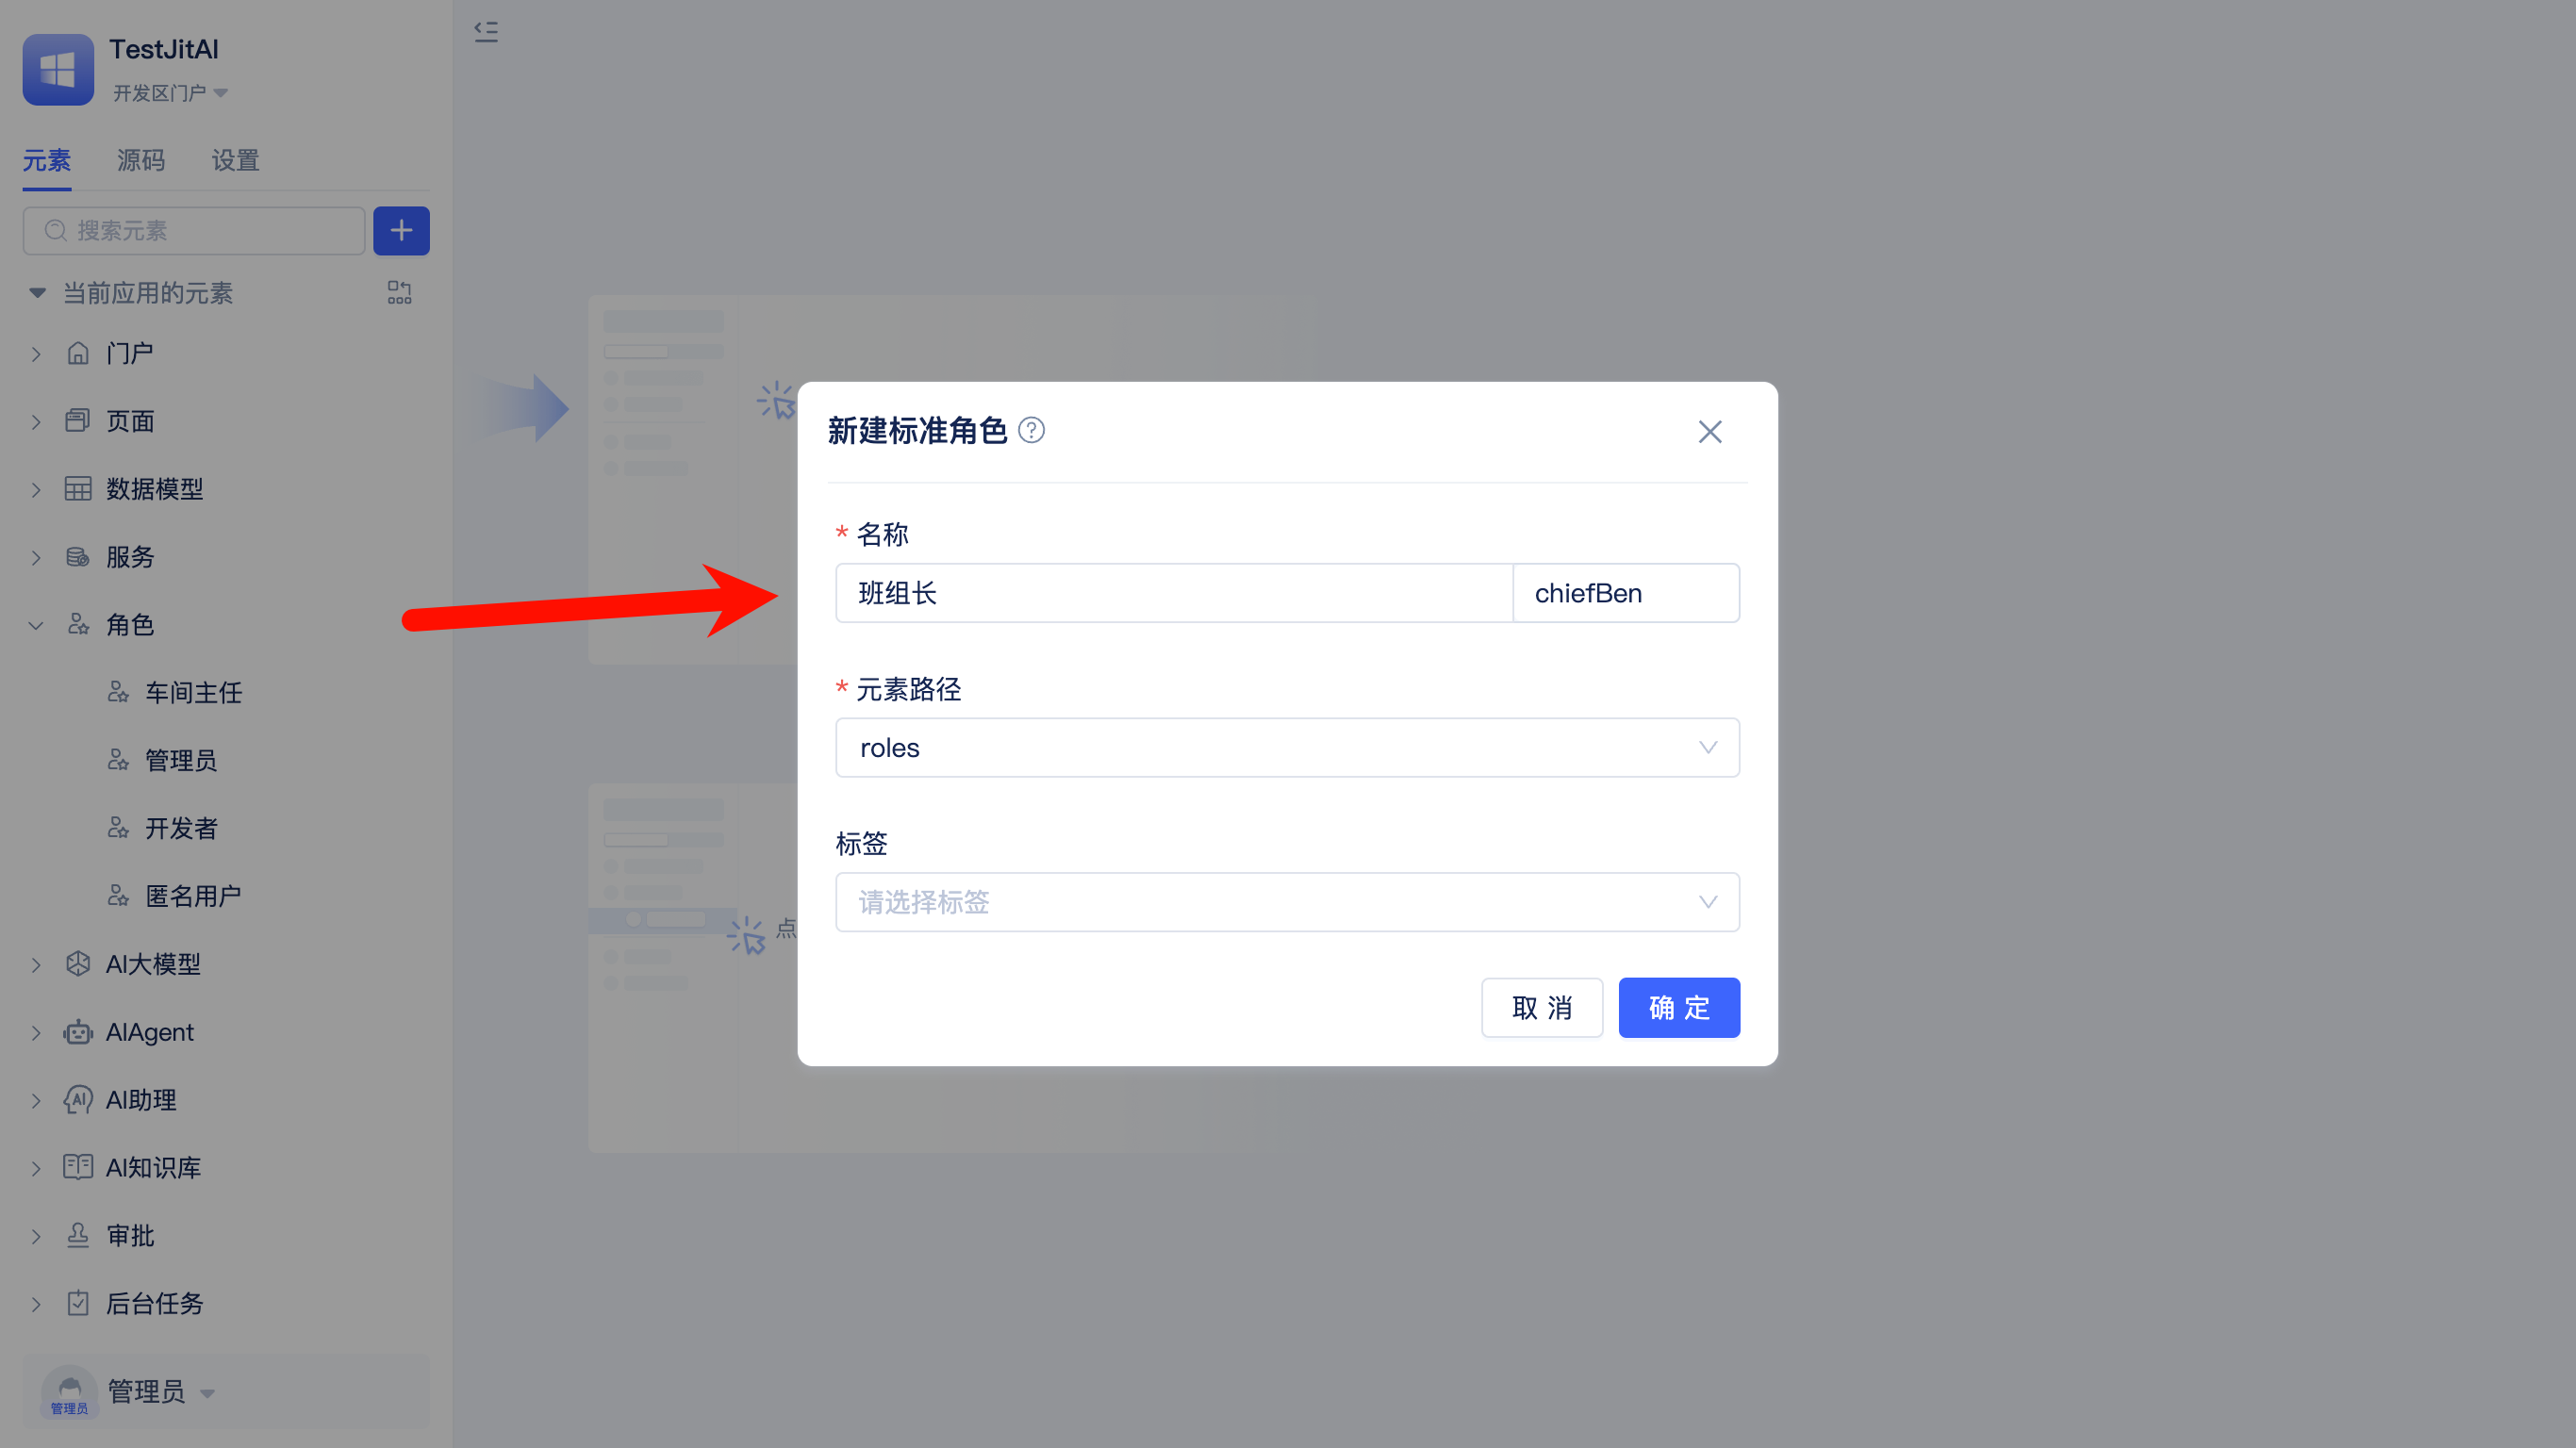 TestJitAI
开发区门户
元素 源码 设置
搜索元素
当前应用的元素
门户
页面
数据模型
服务
角色
车间主任
管理员
开发者
匿名用户
AI大模型
AIAgent
AI助理
AI知识库
审批
后台任务
管理员
管理员
点
新建标准角色
* 名称
班组长 chiefBen
* 元素路径
roles
标签
请选择标签
取 消 确 定